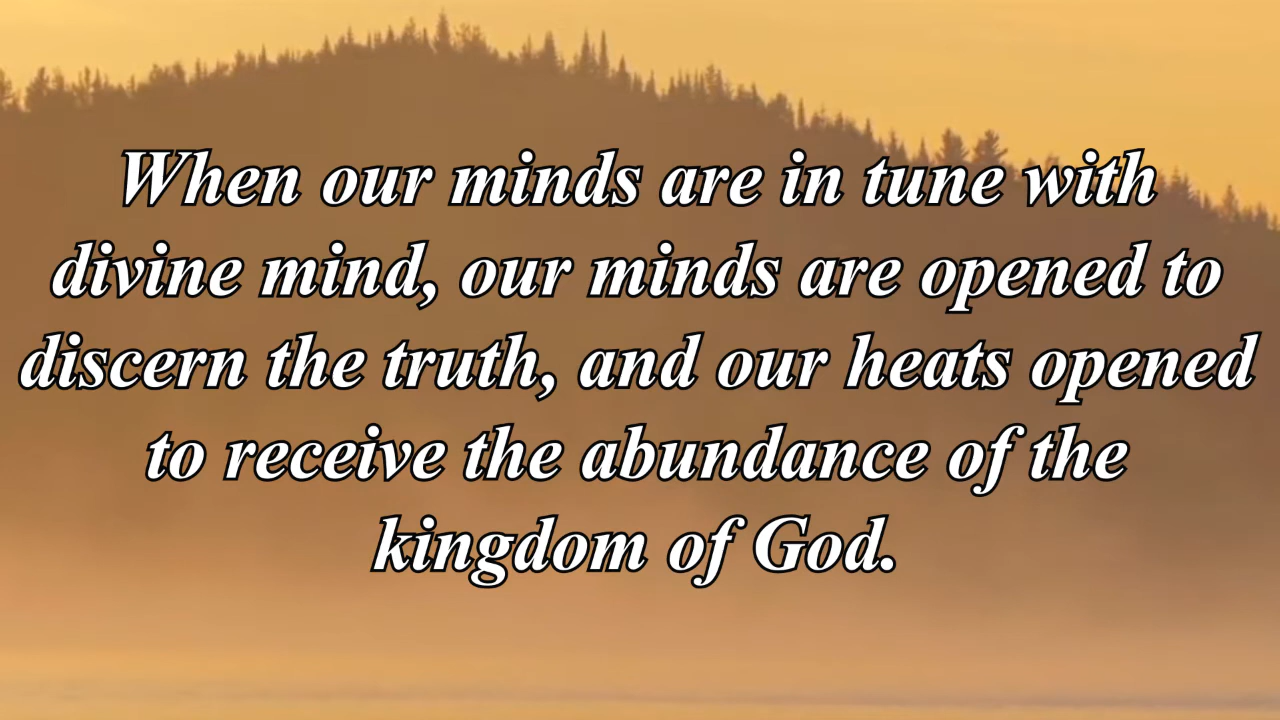 When our minds are in tune with
divine mind, our minds are opened to
discern the truth, and our heats opened
to receive the abundance of the
kingdom of God.